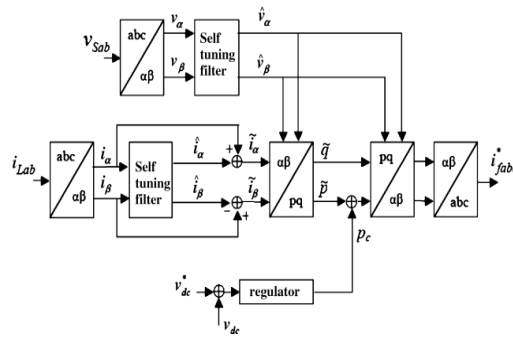 v_Sab
abc
αβ
v_α
v_β
Self
tuning
filter
v̂_α
v̂_β
i_Lab
abc
αβ
i_α
i_β
Self
tuning
filter
î_α
î_β
+
−
−
+
ĩ_α
ĩ_β
αβ
pq
q̃
p̃
p_c
pq
αβ
αβ
abc
i*_fab
v*_dc
v_dc
regulator